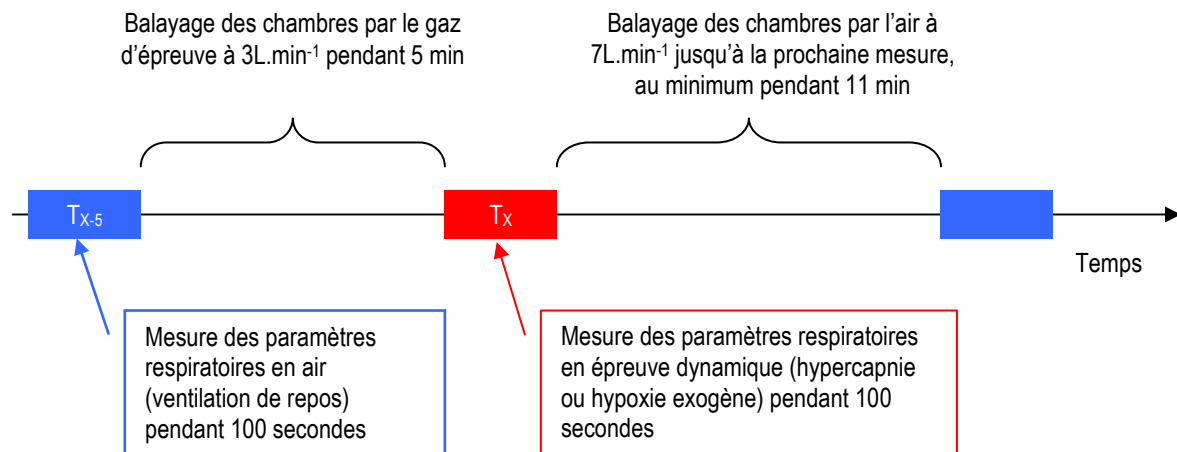 Balayage des chambres par le gaz
d'épreuve à 3L.min-1 pendant 5 min
Balayage des chambres par l'air à
7L.min-1 jusqu'à la prochaine mesure,
au minimum pendant 11 min
TX-5
TX
Temps
Mesure des paramètres
respiratoires en air
(ventilation de repos)
pendant 100 secondes
Mesure des paramètres respiratoires
en épreuve dynamique (hypercapnie
ou hypoxie exogène) pendant 100
secondes